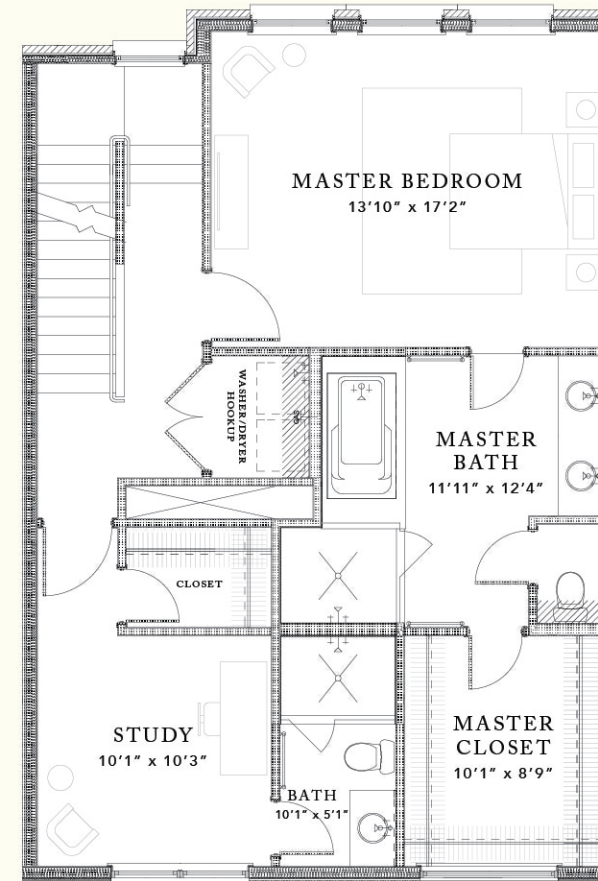 MASTER BEDROOM
13'10" x 17'2"
WASHER/DRYER
HOOKUP
MASTER
BATH
11'11" x 12'4"
CLOSET
STUDY
10'1" x 10'3"
MASTER
CLOSET
10'1" x 8'9"
BATH
10'1" x 5'1"